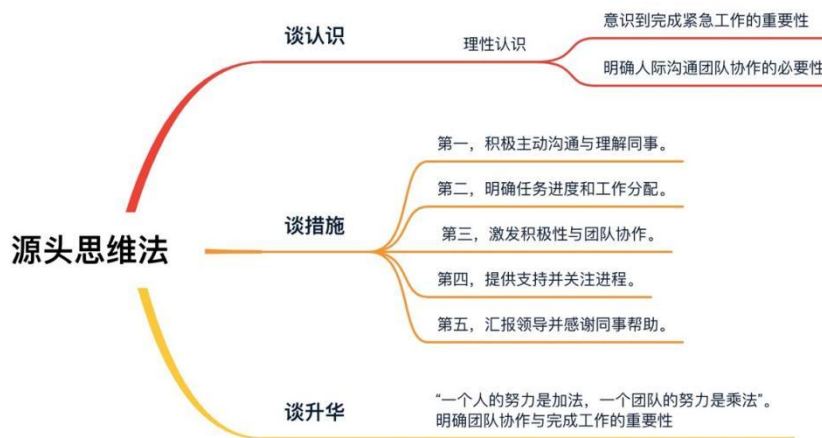 源头思维法
谈认识
理性认识
意识到完成紧急工作的重要性
明确人际沟通团队协作的必要性
谈措施
第一，积极主动沟通与理解同事。
第二，明确任务进度和工作分配。
第三，激发积极性与团队协作。
第四，提供支持并关注进程。
第五，汇报领导并感谢同事帮助。
谈升华
“一个人的努力是加法，一个团队的努力是乘法”。
明确团队协作与完成工作的重要性